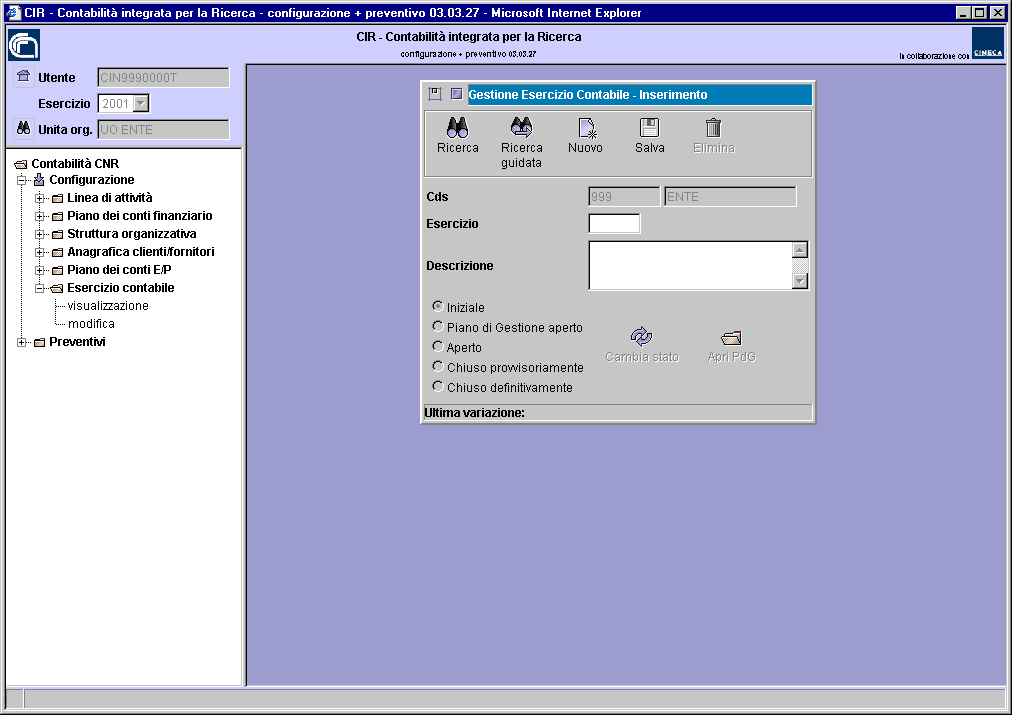 CIR - Contabilità integrata per la Ricerca - configurazione + preventivo 03.03.27 - Microsoft Internet Explorer
CIR - Contabilità integrata per la Ricerca
configurazione + preventivo 03.03.27
In collaborazione con
CINECA
Utente CIN9990000T
Esercizio 2001
Unita org. UO ENTE
Contabilità CNR
Configurazione
Linea di attività
Piano dei conti finanziario
Struttura organizzativa
Anagrafica clienti/fornitori
Piano dei conti E/P
Esercizio contabile
visualizzazione
modifica
Preventivi
Gestione Esercizio Contabile - Inserimento
Ricerca
Ricerca guidata
Nuovo
Salva
Elimina
Cds 999 ENTE
Esercizio
Descrizione
Iniziale
Piano di Gestione aperto
Aperto
Chiuso provvisoriamente
Chiuso definitivamente
Cambia stato
Apri PdG
Ultima variazione: